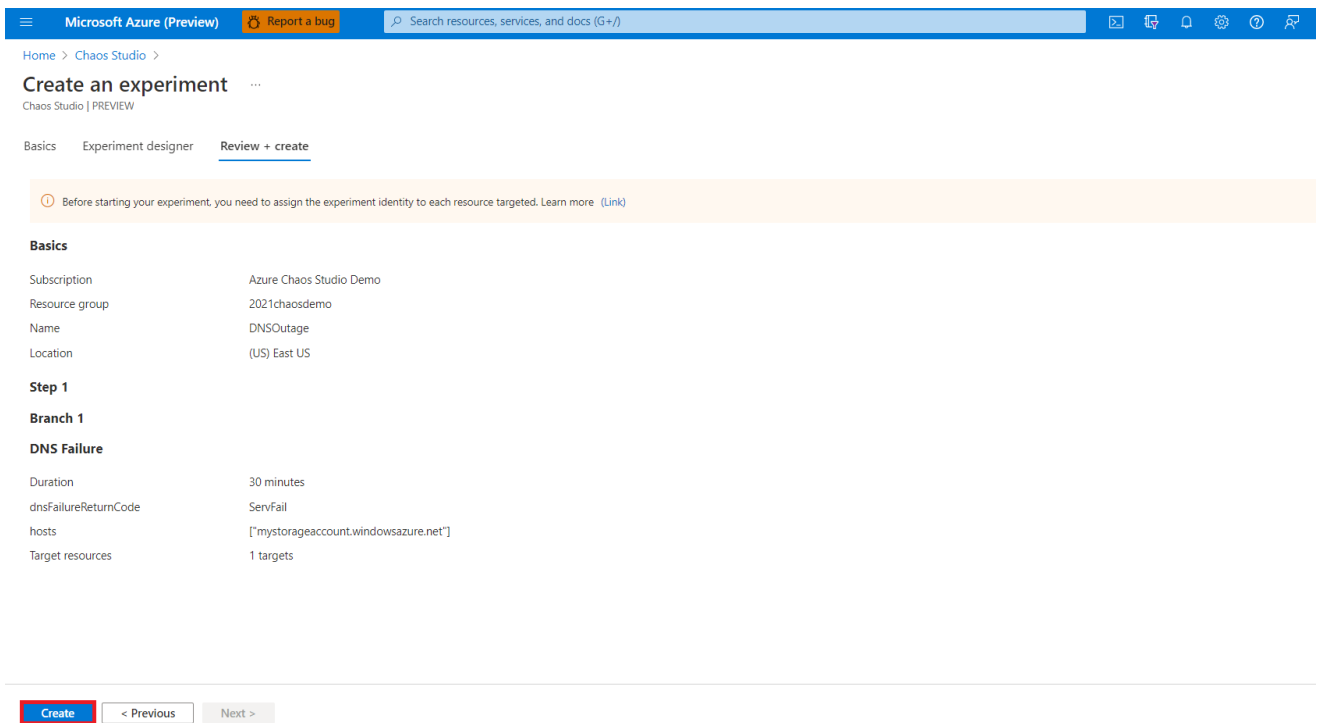 Microsoft Azure (Preview) Report a bug Search resources, services, and docs (G+/)
Home > Chaos Studio >
Create an experiment ...
Chaos Studio | PREVIEW
Basics Experiment designer Review + create
Before starting your experiment, you need to assign the experiment identity to each resource targeted. Learn more (Link)
Basics
Subscription Azure Chaos Studio Demo
Resource group 2021chaosdemo
Name DNSOutage
Location (US) East US
Step 1
Branch 1
DNS Failure
Duration 30 minutes
dnsFailureReturnCode ServFail
hosts ["mystorageaccount.windowsazure.net"]
Target resources 1 targets
Create < Previous Next >